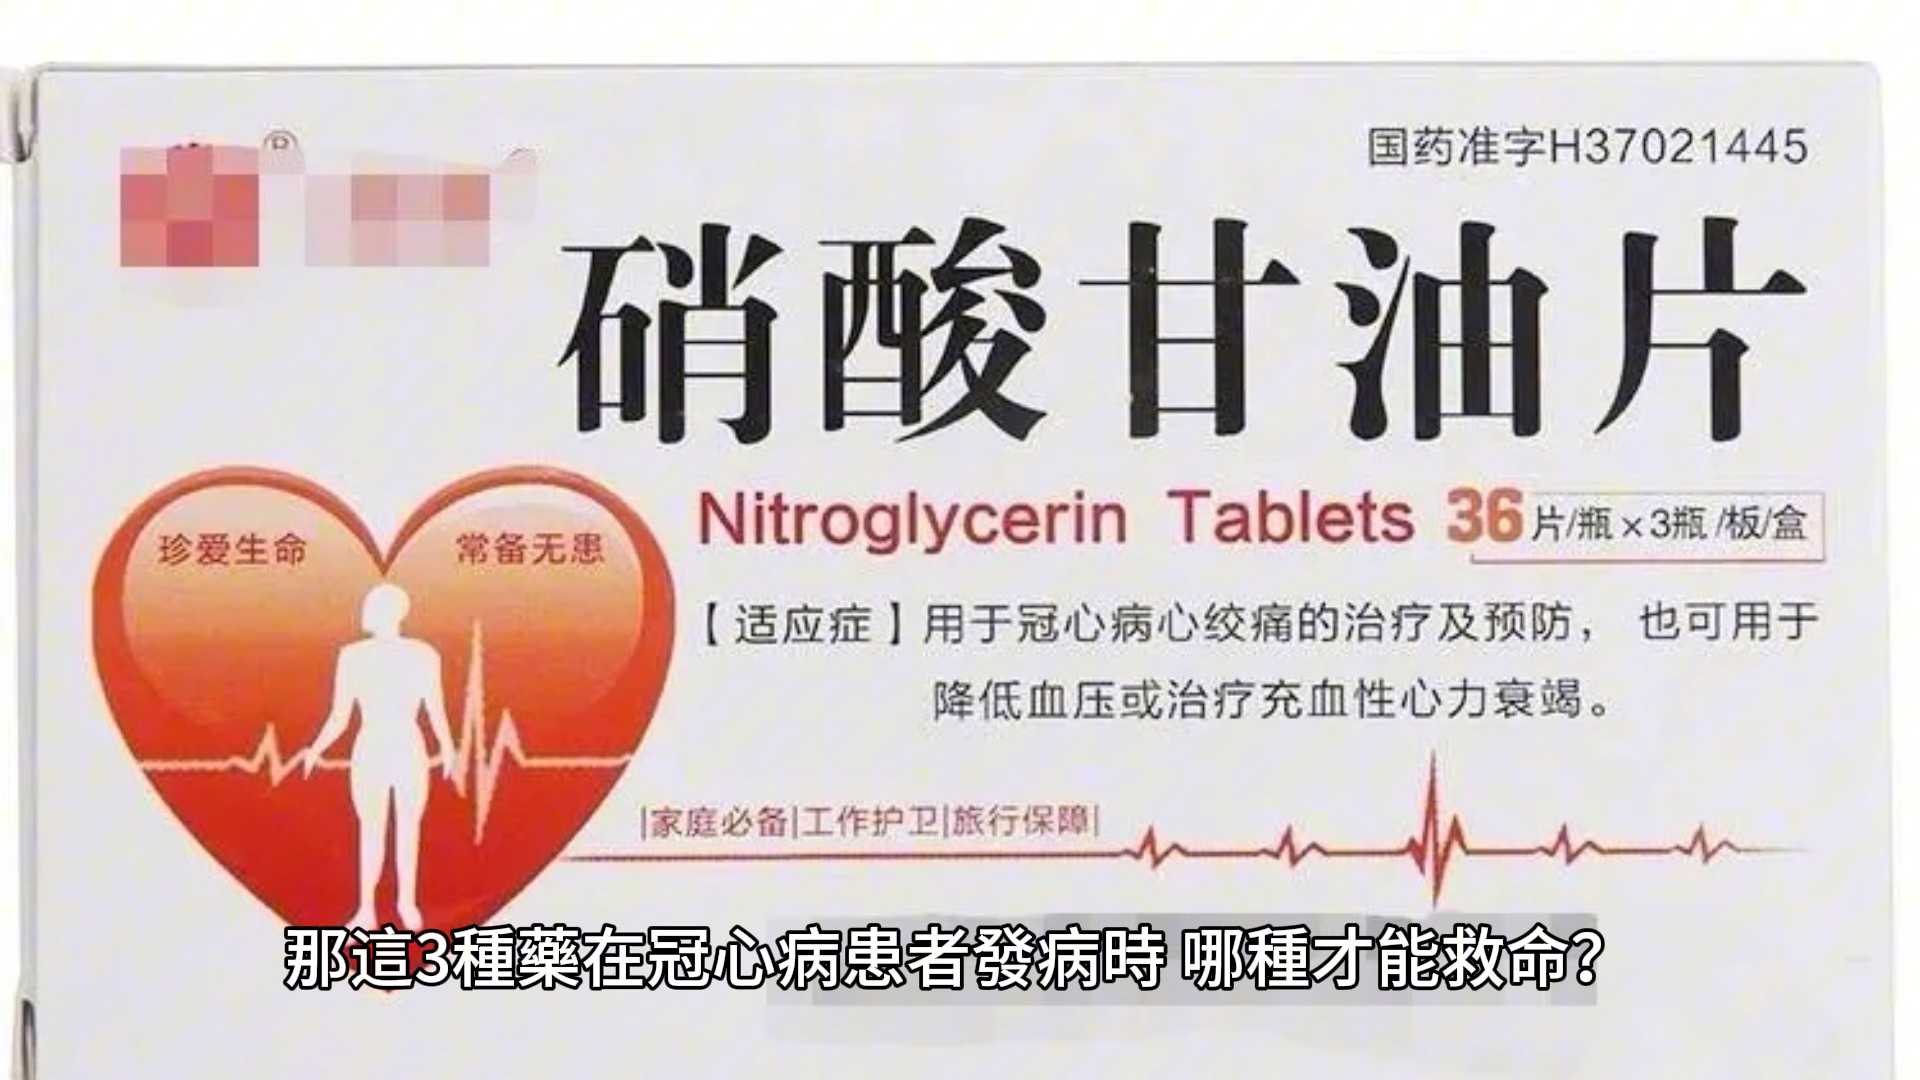 ®
国药准字H37021445
硝酸甘油片
Nitroglycerin Tablets 36片/瓶×3瓶/板/盒
珍爱生命 常备无患
【适应症】用于冠心病心绞痛的治疗及预防，也可用于
降低血压或治疗充血性心力衰竭。
|家庭必备|工作护卫|旅行保障|
那這3種藥在冠心病患者發病時 哪種才能救命?